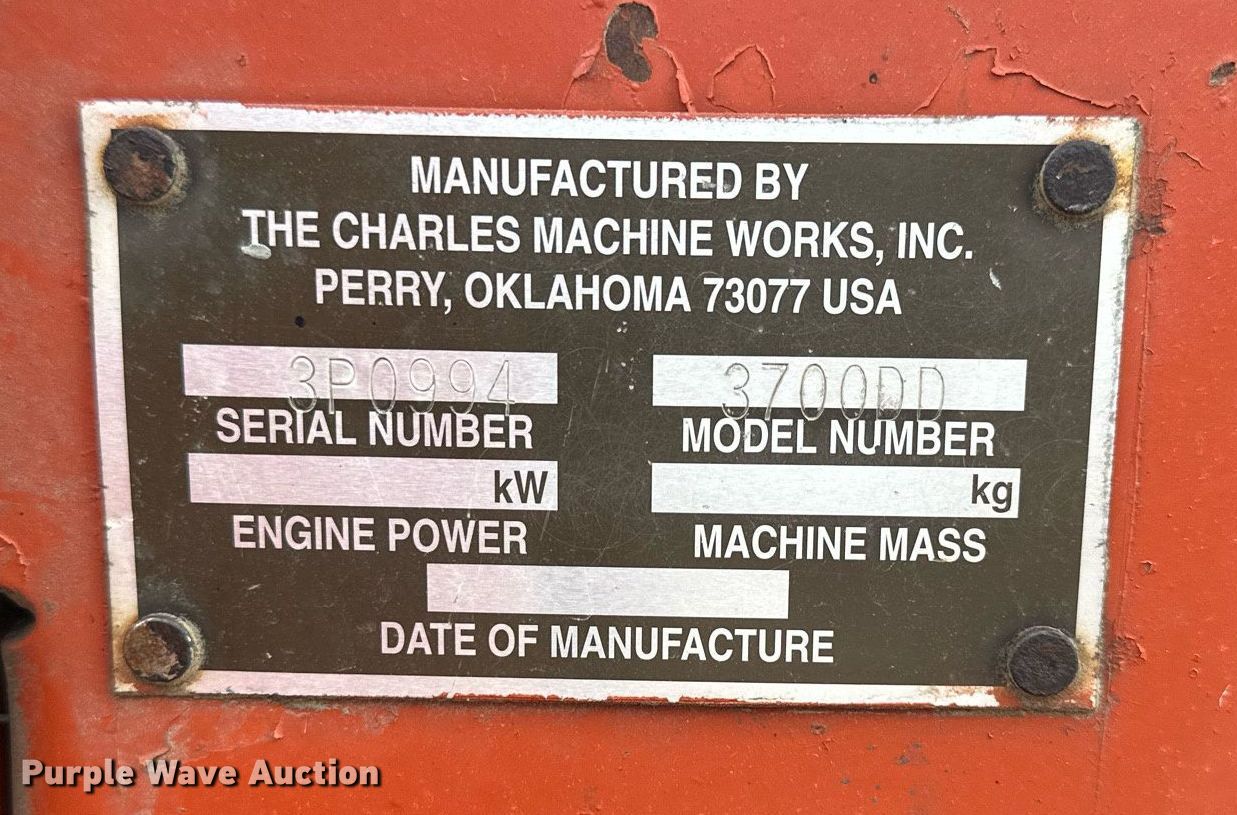 MANUFACTURED BY
THE CHARLES MACHINE WORKS, INC.
PERRY, OKLAHOMA 73077 USA
3P0994 3700DD
SERIAL NUMBER MODEL NUMBER
kW kg
ENGINE POWER MACHINE MASS
DATE OF MANUFACTURE
Purple Wave Auction